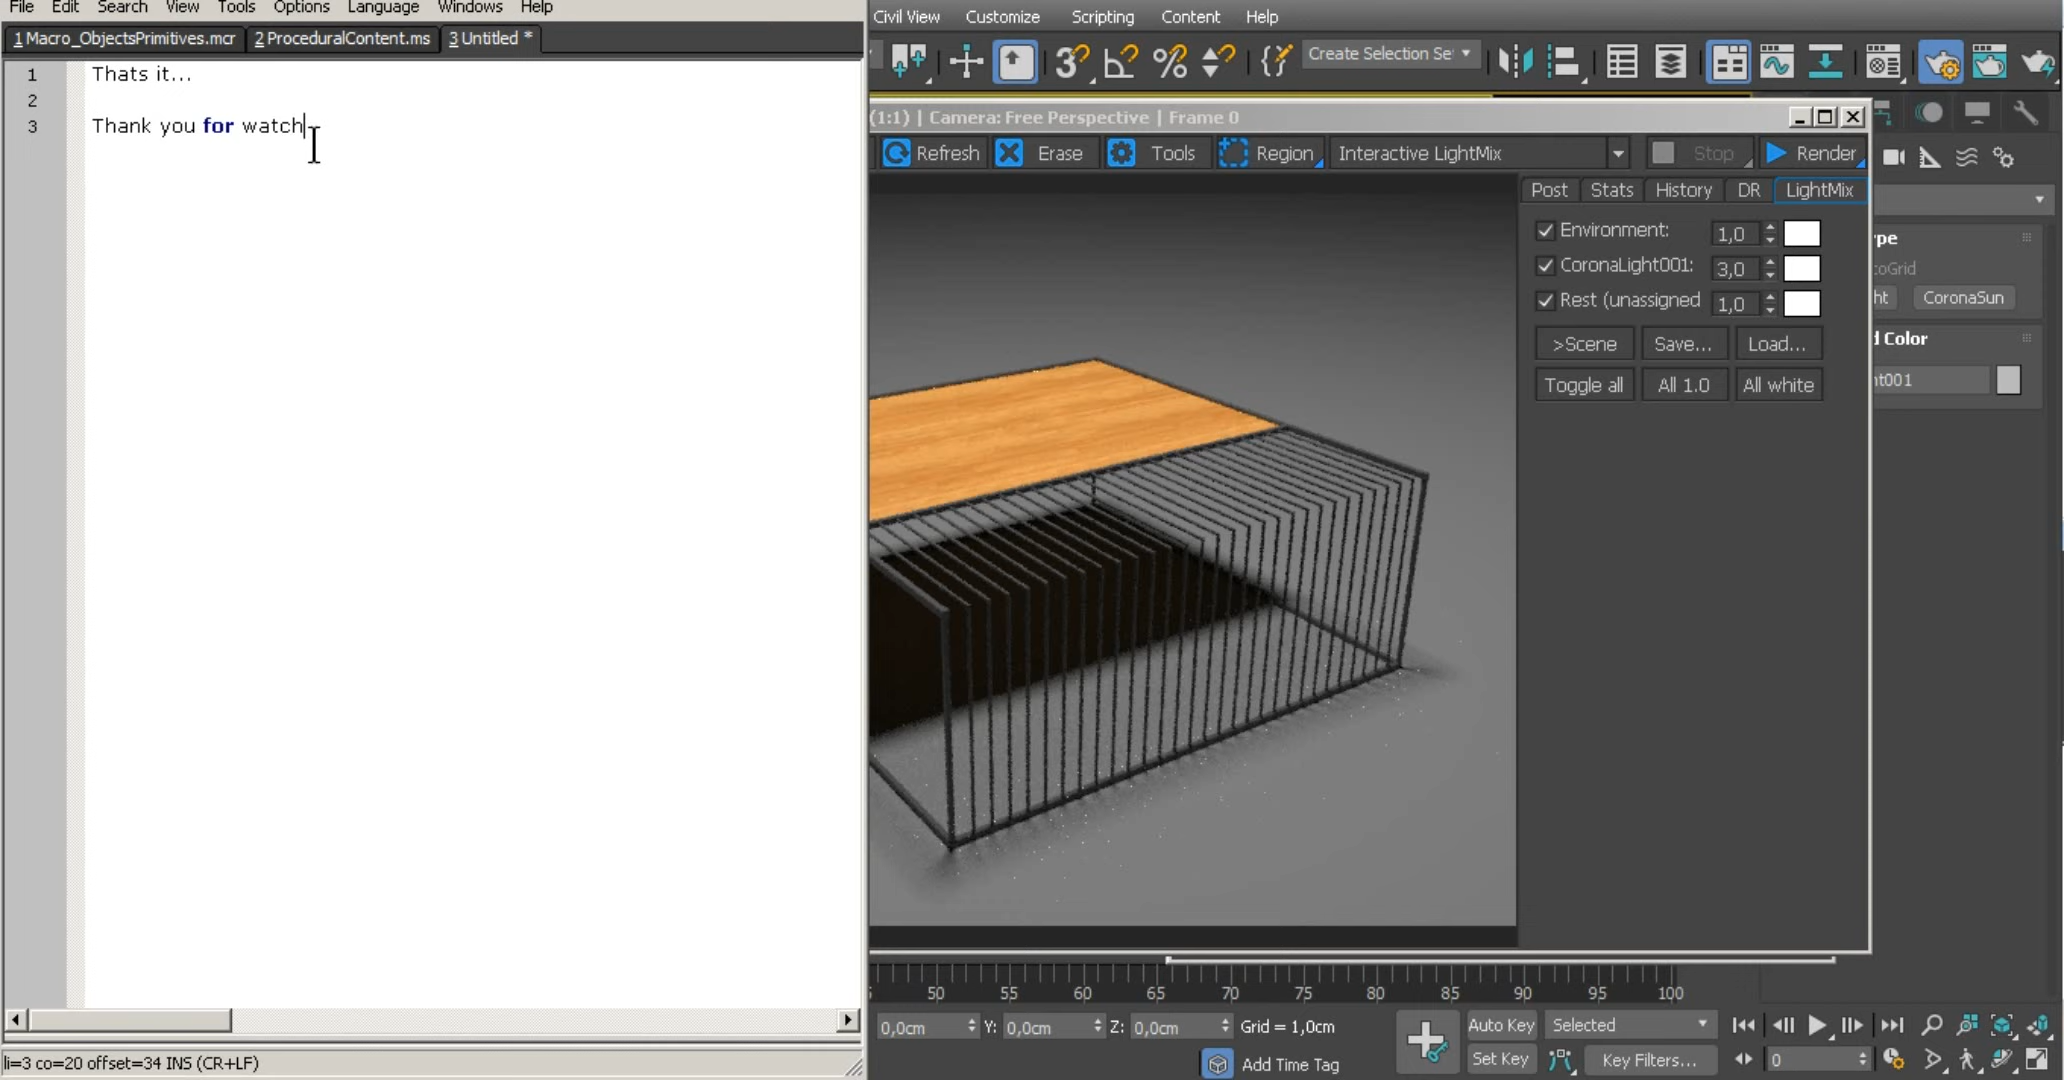 File Edit Search View Tools Options Language Windows Help
1 Macro_ObjectsPrimitives.mcr 2 ProceduralContent.ms 3 Untitled *
1 Thats it...
2
3 Thank you for watch
li=3 co=20 offset=34 INS (CR+LF)
Civil View Customize Scripting Content Help
3 Create Selection Se
(1:1) | Camera: Free Perspective | Frame 0
Refresh Erase Tools Region Interactive LightMix Stop Render
Post Stats History DR LightMix
Environment: 1,0
CoronaLight001: 3,0
Rest (unassigned 1,0
>Scene Save... Load...
Toggle all All 1.0 All white
pe
toGrid
ht CoronaSun
d Color
ht001
50 55 60 65 70 75 80 85 90 95 100
0,0cm Y: 0,0cm Z: 0,0cm Grid = 1,0cm
Add Time Tag
Auto Key Selected
Set Key Key Filters... 0